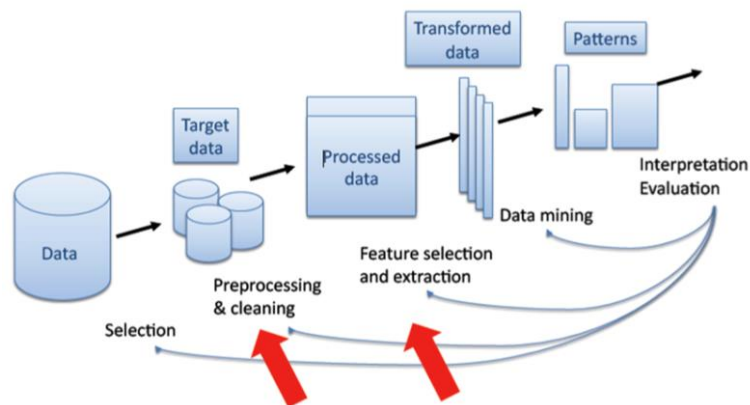 Transformed
data
Patterns
Target
data
Processed
data
Data
Interpretation
Evaluation
Data mining
Feature selection
and extraction
Preprocessing
& cleaning
Selection